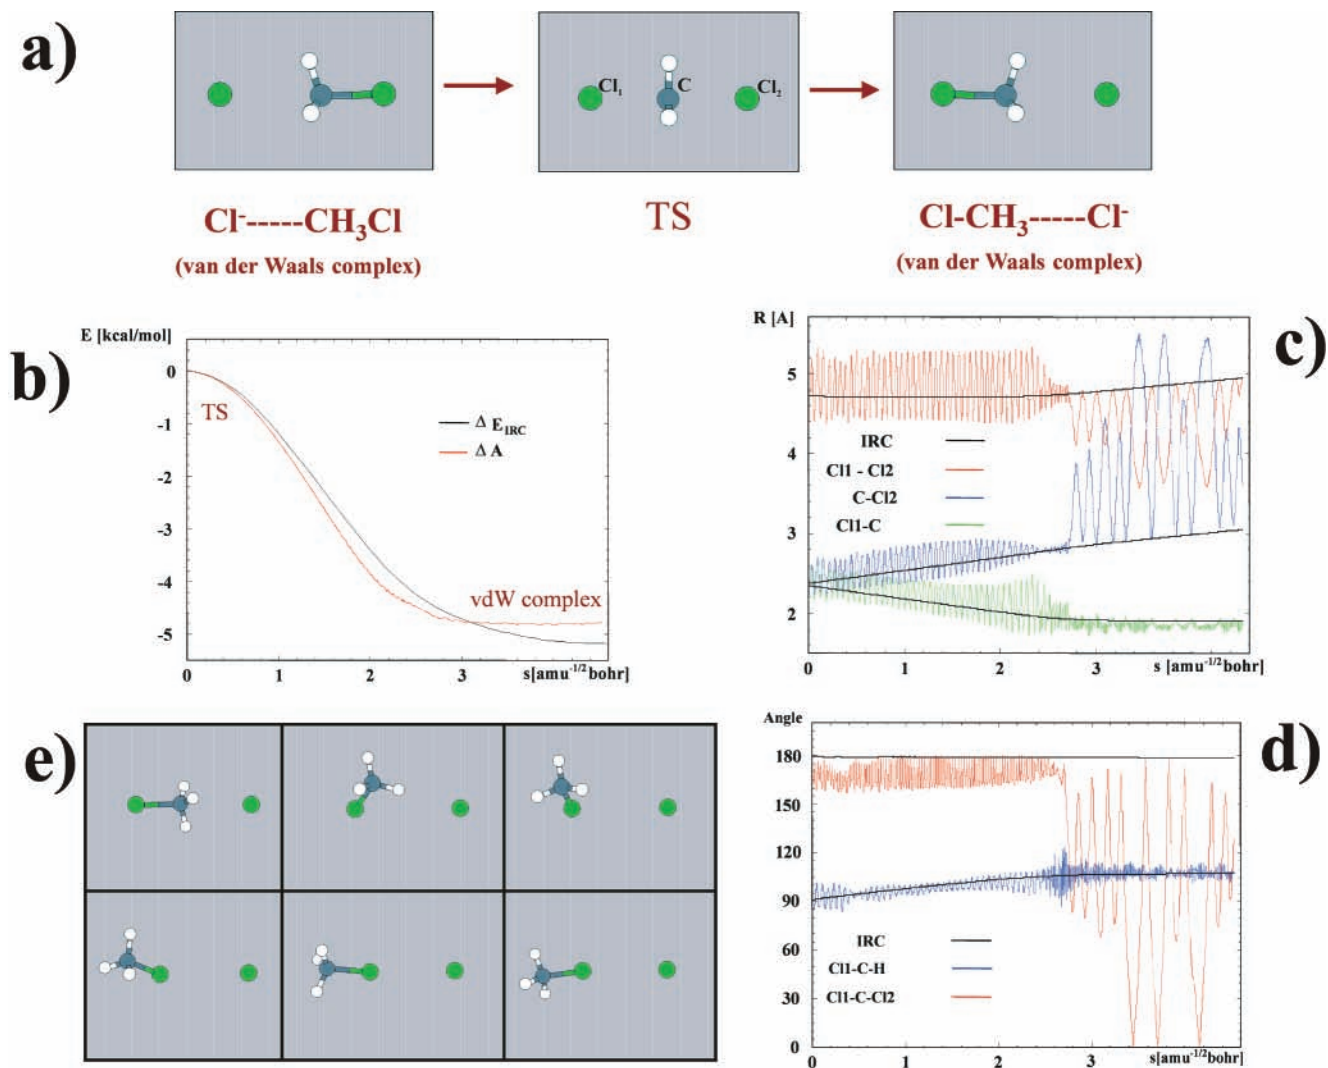 a)
Cl₁
C
Cl₂
Cl⁻-----CH₃Cl
(van der Waals complex)
TS
Cl-CH₃-----Cl⁻
(van der Waals complex)
b)
E [kcal/mol]
0
-1
-2
-3
-4
-5
TS
Δ E_IRC
Δ A
vdW complex
0
1
2
3
s[amu⁻¹/²bohr]
c)
R [A]
5
4
3
2
IRC
Cl1 - Cl2
C-Cl2
Cl1-C
0
1
2
3
s [amu⁻¹/²bohr]
e)
d)
Angle
180
150
120
90
60
30
0
IRC
Cl1-C-H
Cl1-C-Cl2
0
1
2
3
s[amu⁻¹/²bohr]